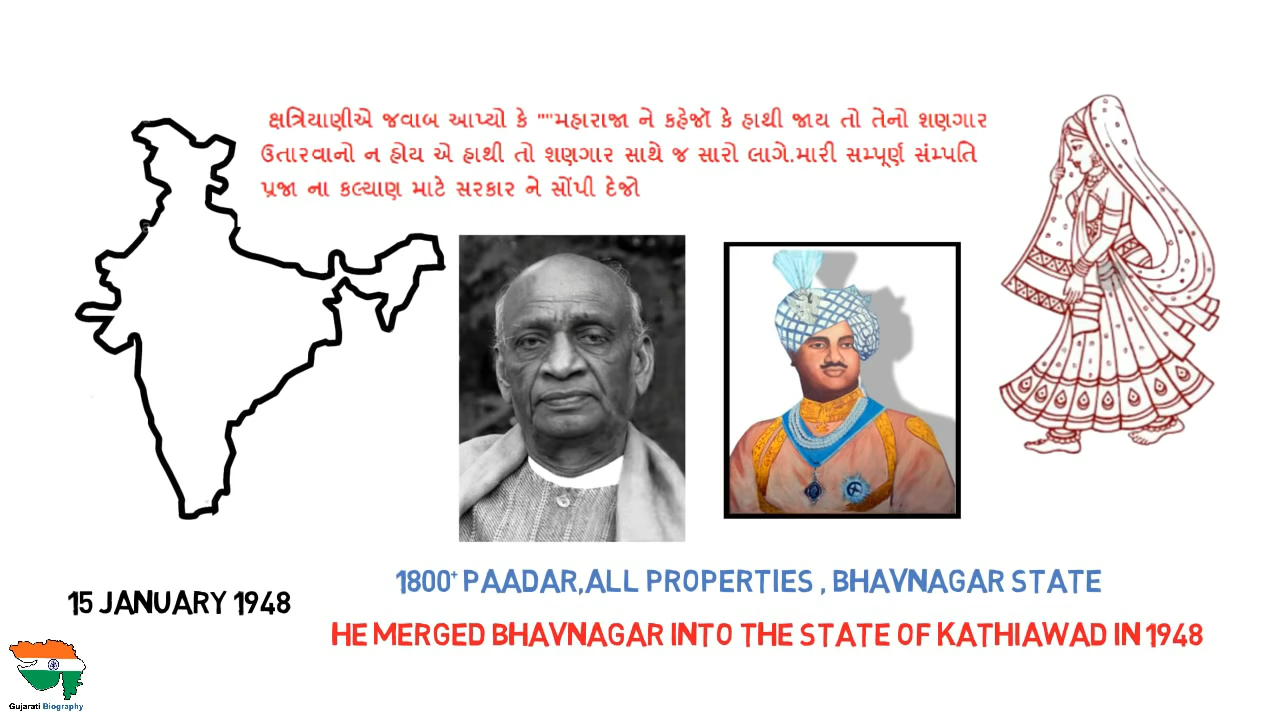 ક્ષત્રિયાણીએ જવાબ આપ્યો કે ""મહારાજા ને કહેજો કે હાથી જાય તો તેનો શણગાર
ઉતારવાનો ન હોય એ હાથી તો શણગાર સાથે જ સારો લાગે.મારી સમ્પૂર્ણ સંમ્પતિ
પ્રજા ના કલ્યાણ માટે સરકાર ને સોંપી દેજો
1800+ PAADAR,ALL PROPERTIES , BHAVNAGAR STATE
15 JANUARY 1948
HE MERGED BHAVNAGAR INTO THE STATE OF KATHIAWAD IN 1948
Gujarati Biography